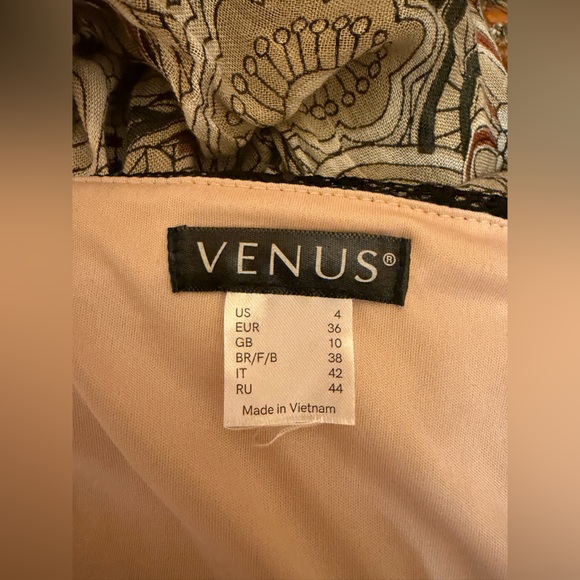 VENUS®
US 4
EUR 36
GB 10
BR/F/B 38
IT 42
RU 44
Made in Vietnam